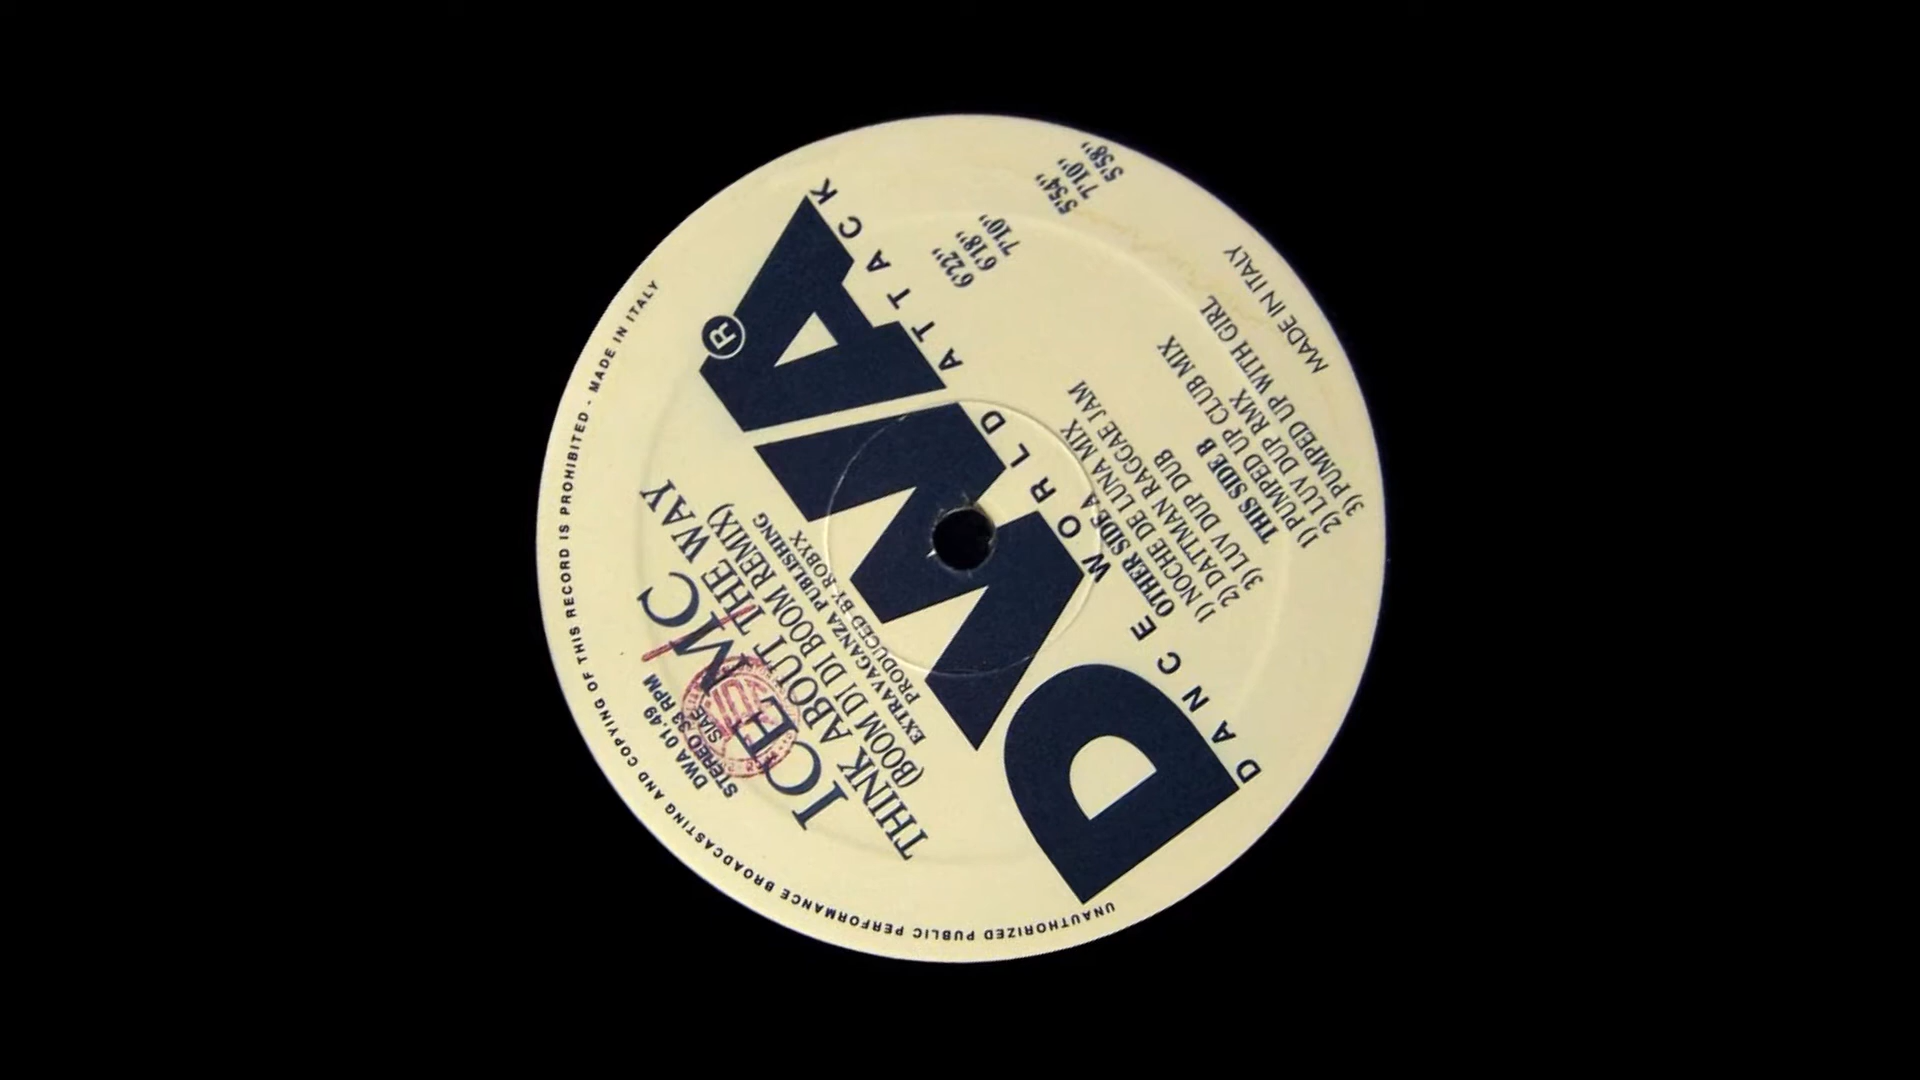 DWA 01.49
STEREO 33 RPM
SIAE
ICE MC
THINK ABOUT THE WAY
(BOOM DI DI BOOM REMIX)
EXTRAVAGANZA PUBLISHING
PRODUCED BY ROBYX
DWA®
DANCE WORLD ATTACK
OTHER SIDE A
1) NOCHE DE LUNA MIX 6'22"
2) DATTMAN RAGGAE JAM 6'18"
3) LUV DUP DUB 7'10"
THIS SIDE B
1) PUMPED UP CLUB MIX 5'54"
2) LUV DUP RMX 7'10"
3) PUMPED UP WITH GIRL 5'58"
MADE IN ITALY
UNAUTHORIZED PUBLIC PERFORMANCE BROADCASTING AND COPYING OF THIS RECORD IS PROHIBITED - MADE IN ITALY